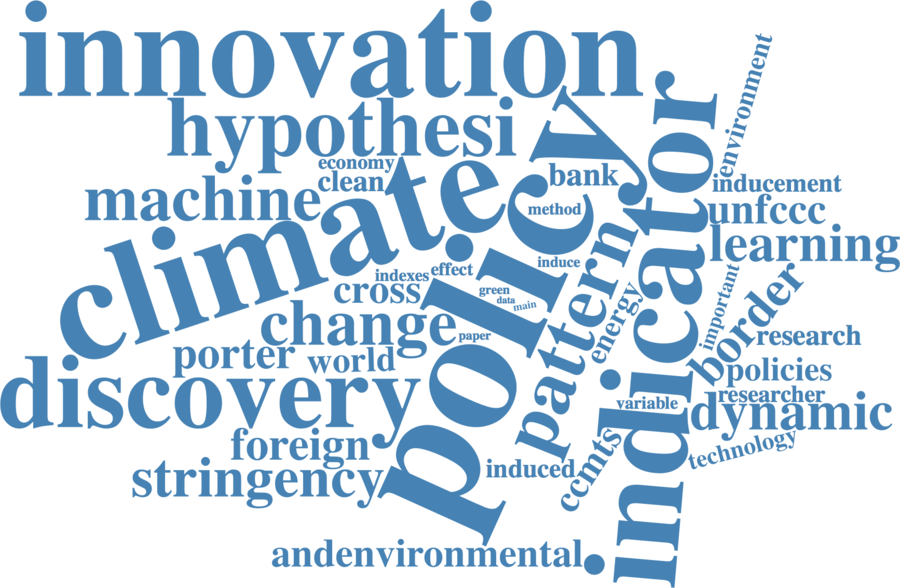 innovation
environment
hypothesi
economy
clean
bank
inducement
machine
climate
method
unfccc
learning
policy
indicator
pattern
induce
effect
indexes
cross
green
data
main
energy
important
border
change
paper
research
porter
world
policies
discovery
researcher
variable
dynamic
foreign
technology
stringency
induced
ccmts
andenvironmental